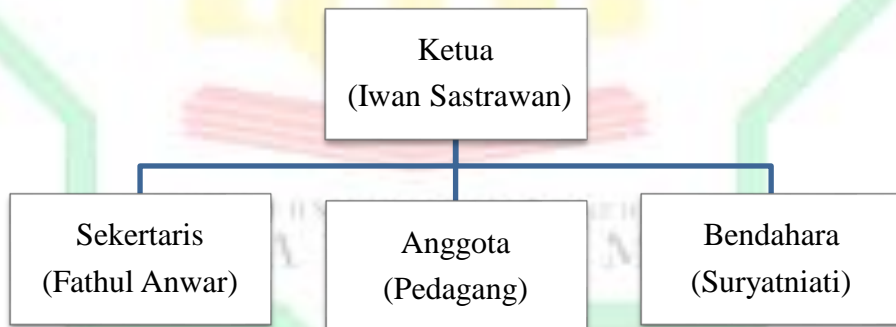 Ketua
(Iwan Sastrawan)
Sekertaris
(Fathul Anwar)
Anggota
(Pedagang)
Bendahara
(Suryatniati)